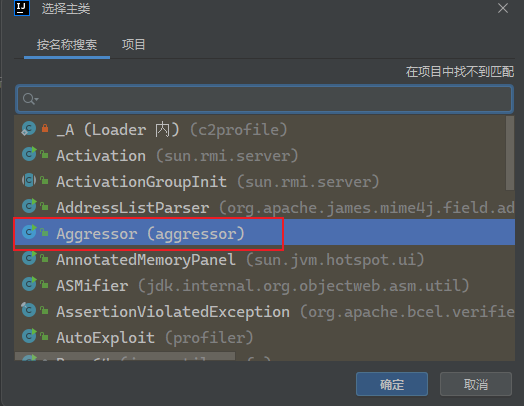 选择主类
按名称搜索 项目
在项目中找不到匹配
_A (Loader 内) (c2profile)
Activation (sun.rmi.server)
ActivationGroupInit (sun.rmi.server)
AddressListParser (org.apache.james.mime4j.field.ad
Aggressor (aggressor)
AnnotatedMemoryPanel (sun.jvm.hotspot.ui)
ASMifier (jdk.internal.org.objectweb.asm.util)
AssertionViolatedException (org.apache.bcel.verifie
AutoExploit (profiler)
确定 取消